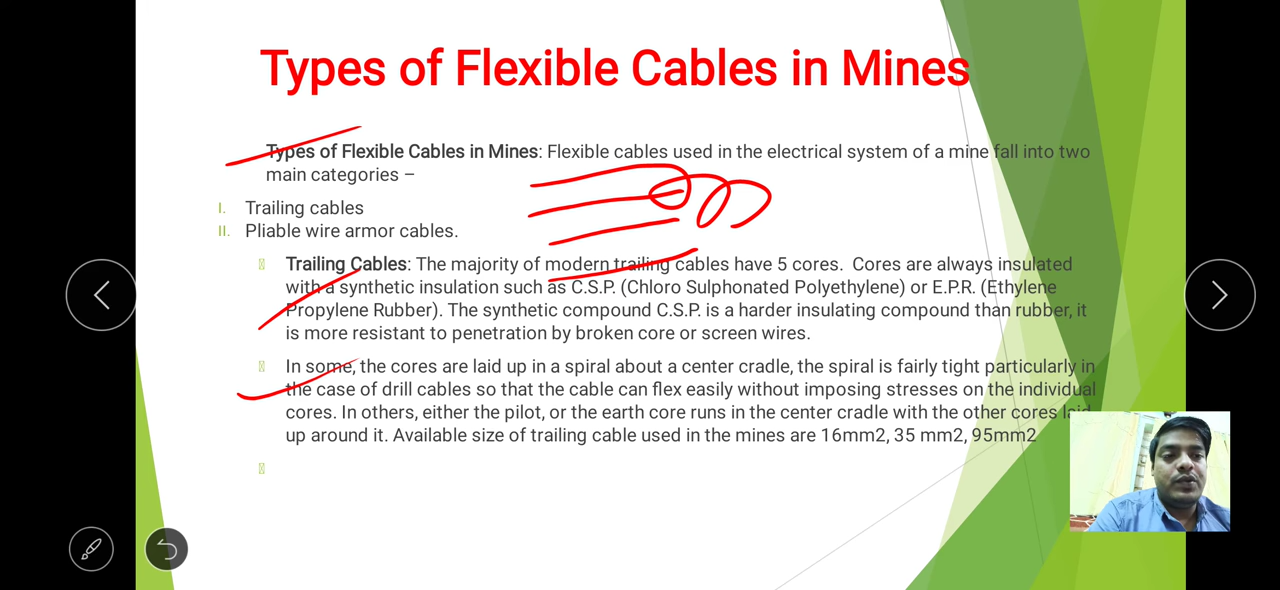 Types of Flexible Cables in Mines
Types of Flexible Cables in Mines: Flexible cables used in the electrical system of a mine fall into two
main categories –
I. Trailing cables
II. Pliable wire armor cables.
Trailing Cables: The majority of modern trailing cables have 5 cores. Cores are always insulated
with a synthetic insulation such as C.S.P. (Chloro Sulphonated Polyethylene) or E.P.R. (Ethylene
Propylene Rubber). The synthetic compound C.S.P. is a harder insulating compound than rubber, it
is more resistant to penetration by broken core or screen wires.
In some, the cores are laid up in a spiral about a center cradle, the spiral is fairly tight particularly in
the case of drill cables so that the cable can flex easily without imposing stresses on the individual
cores. In others, either the pilot, or the earth core runs in the center cradle with the other cores laid
up around it. Available size of trailing cable used in the mines are 16mm2, 35 mm2, 95mm2